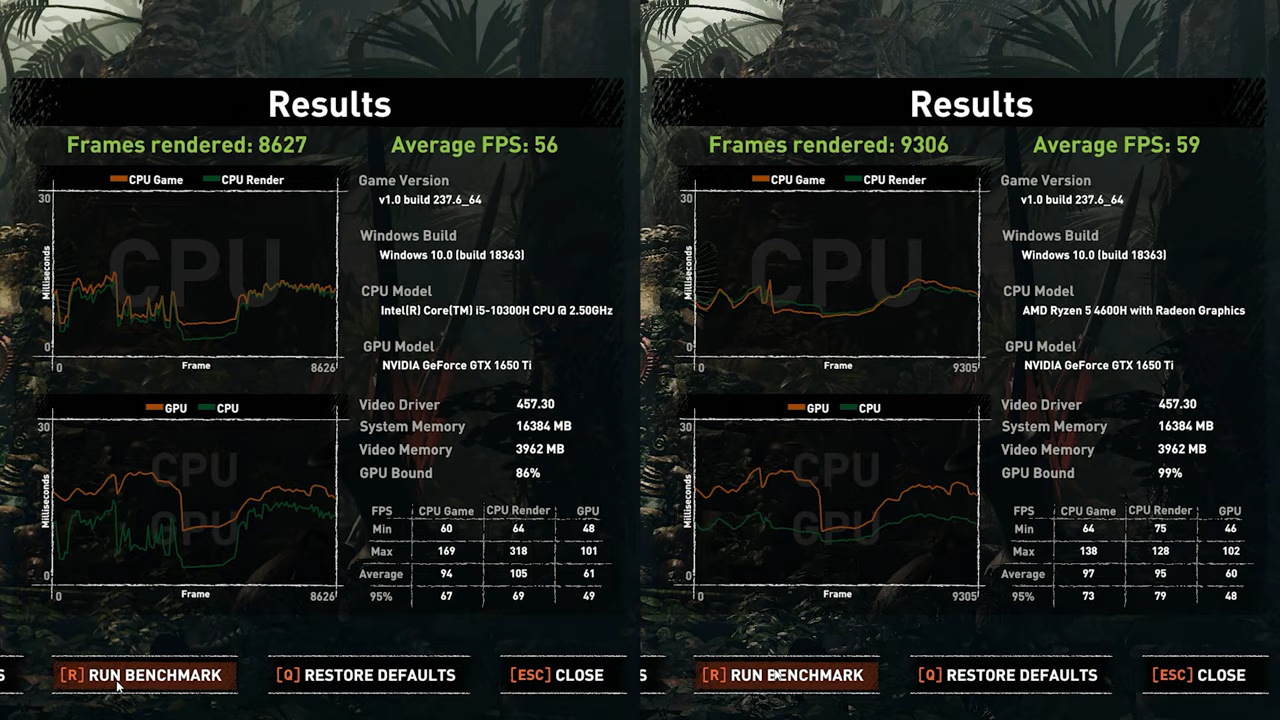 Results
Frames rendered: 8627
Average FPS: 56
CPU Game CPU Render
30
CPU
Milliseconds
0
0 Frame 8626
Game Version
v1.0 build 237.6_64
Windows Build
Windows 10.0 (build 18363)
CPU Model
Intel(R) Core(TM) i5-10300H CPU @ 2.50GHz
GPU Model
NVIDIA GeForce GTX 1650 Ti
GPU CPU
30
CPU
GPU
Milliseconds
0
0 Frame 8626
Video Driver 457.30
System Memory 16384 MB
Video Memory 3962 MB
GPU Bound 86%
FPS CPU Game CPU Render GPU
Min 60 64 48
Max 169 318 101
Average 94 105 61
95% 67 69 49
S
[R] RUN BENCHMARK
[Q] RESTORE DEFAULTS
[ESC] CLOSE
Results
Frames rendered: 9306
Average FPS: 59
CPU Game CPU Render
30
CPU
Milliseconds
0
0 Frame 9305
Game Version
v1.0 build 237.6_64
Windows Build
Windows 10.0 (build 18363)
CPU Model
AMD Ryzen 5 4600H with Radeon Graphics
GPU Model
NVIDIA GeForce GTX 1650 Ti
GPU CPU
30
CPU
GPU
Milliseconds
0
0 Frame 9305
Video Driver 457.30
System Memory 16384 MB
Video Memory 3962 MB
GPU Bound 99%
FPS CPU Game CPU Render GPU
Min 64 75 46
Max 138 128 102
Average 97 95 60
95% 73 79 48
S
[R] RUN BENCHMARK
[Q] RESTORE DEFAULTS
[ESC] CLOSE